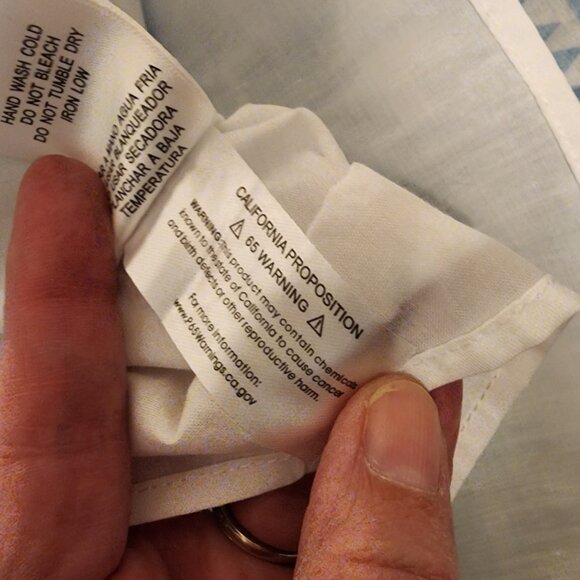 HAND WASH COLD
DO NOT BLEACH
DO NOT TUMBLE DRY
IRON LOW
A MANO AGUA FRIA
BLANQUEADOR
SECADORA
PLANCHAR A BAJA
TEMPERATURA
CALIFORNIA PROPOSITION
⚠ 65 WARNING ⚠
WARNING: This product may contain chemicals
known to the state of California to cause cancer
and birth defects or other reproductive harm.
For more information:
www.P65Warnings.ca.gov